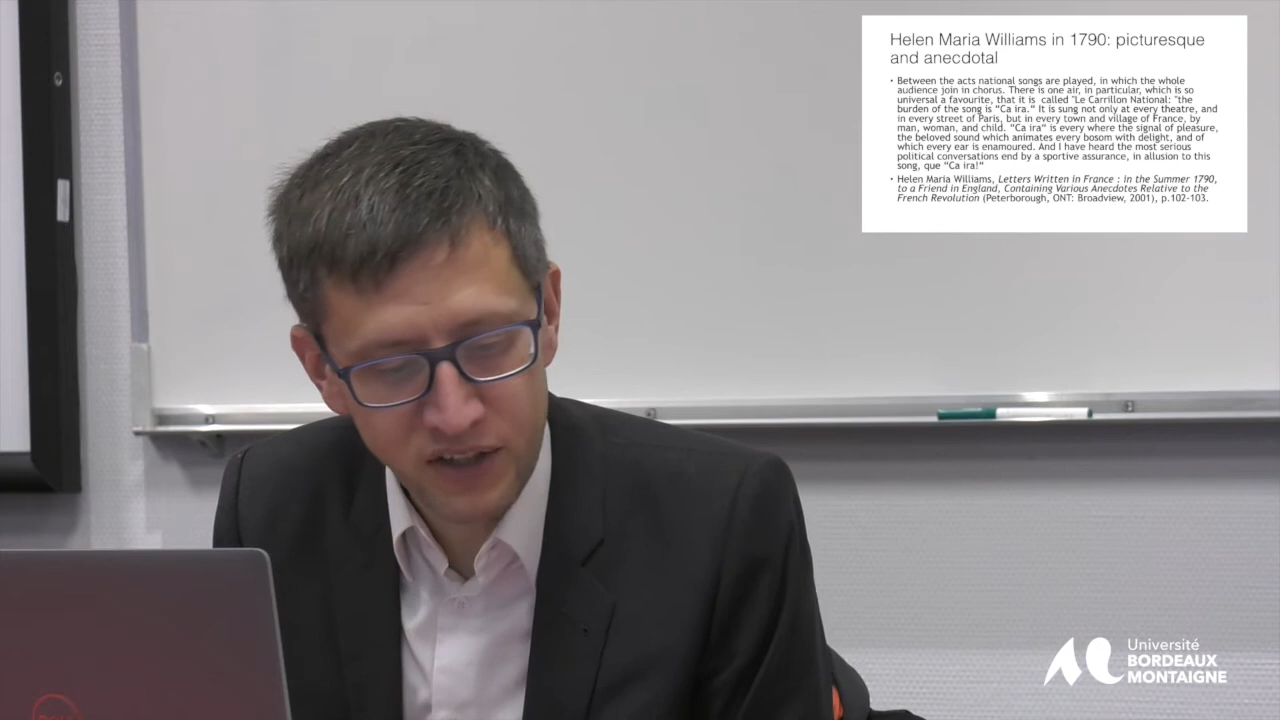 Helen Maria Williams in 1790: picturesque
and anecdotal
• Between the acts national songs are played, in which the whole
audience join in chorus. There is one air, in particular, which is so
universal a favourite, that it is called "Le Carrillon National: "the
burden of the song is "Ca ira." It is sung not only at every theatre, and
in every street of Paris, but in every town and village of France, by
man, woman, and child. "Ca ira" is every where the signal of pleasure,
the beloved sound which animates every bosom with delight, and of
which every ear is enamoured. And I have heard the most serious
political conversations end by a sportive assurance, in allusion to this
song, que "Ca ira!"
• Helen Maria Williams, Letters Written in France : in the Summer 1790,
to a Friend in England, Containing Various Anecdotes Relative to the
French Revolution (Peterborough, ONT: Broadview, 2001), p.102-103.
Université
BORDEAUX
MONTAIGNE